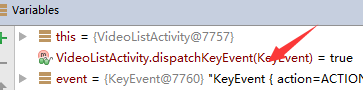 Variables
this = {VideoListActivity@7757}
VideoListActivity.dispatchKeyEvent(KeyEvent) = true
event = {KeyEvent@7760} "KeyEvent { action=ACTION